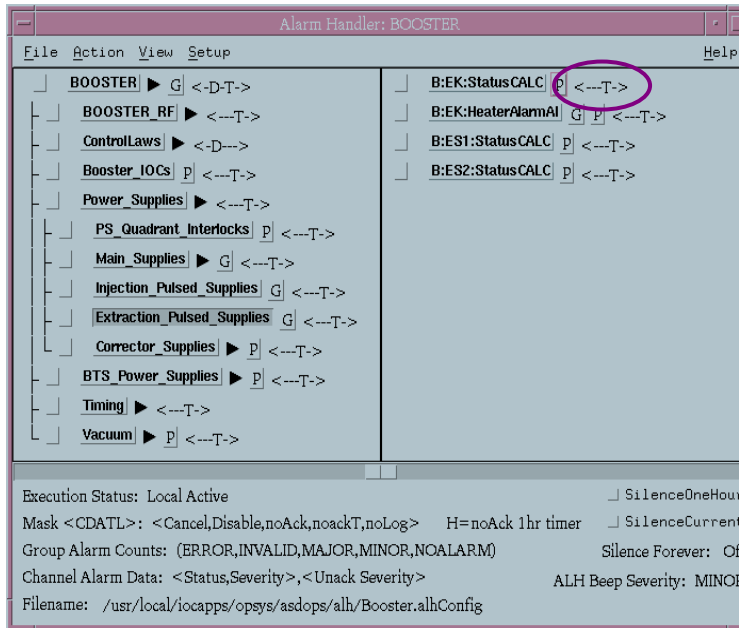 Alarm Handler: BOOSTER
File Action View Setup Help
BOOSTER G <-D-T->
BOOSTER_RF <---T->
ControlLaws <-D--->
Booster_IOCs P <---T->
Power_Supplies <---T->
PS_Quadrant_Interlocks P <---T->
Main_Supplies G <---T->
Injection_Pulsed_Supplies G <---T->
Extraction_Pulsed_Supplies G <---T->
Corrector_Supplies P <---T->
BTS_Power_Supplies P <---T->
Timing <---T->
Vacuum P <---T->
B:EK:StatusCALC P <---T->
B:EK:HeaterAlarmAI G P <---T->
B:ES1:StatusCALC P <---T->
B:ES2:StatusCALC P <---T->
Execution Status: Local Active SilenceOneHour
Mask <CDATL>: <Cancel,Disable,noAck,noackT,noLog> H=noAck 1hr timer SilenceCurrent
Group Alarm Counts: (ERROR,INVALID,MAJOR,MINOR,NOALARM) Silence Forever:
Channel Alarm Data: <Status,Severity>,<Unack Severity> ALH Beep Severity: MINOR
Filename: /usr/local/iocapps/opsys/asdops/alh/Booster.alhConfig